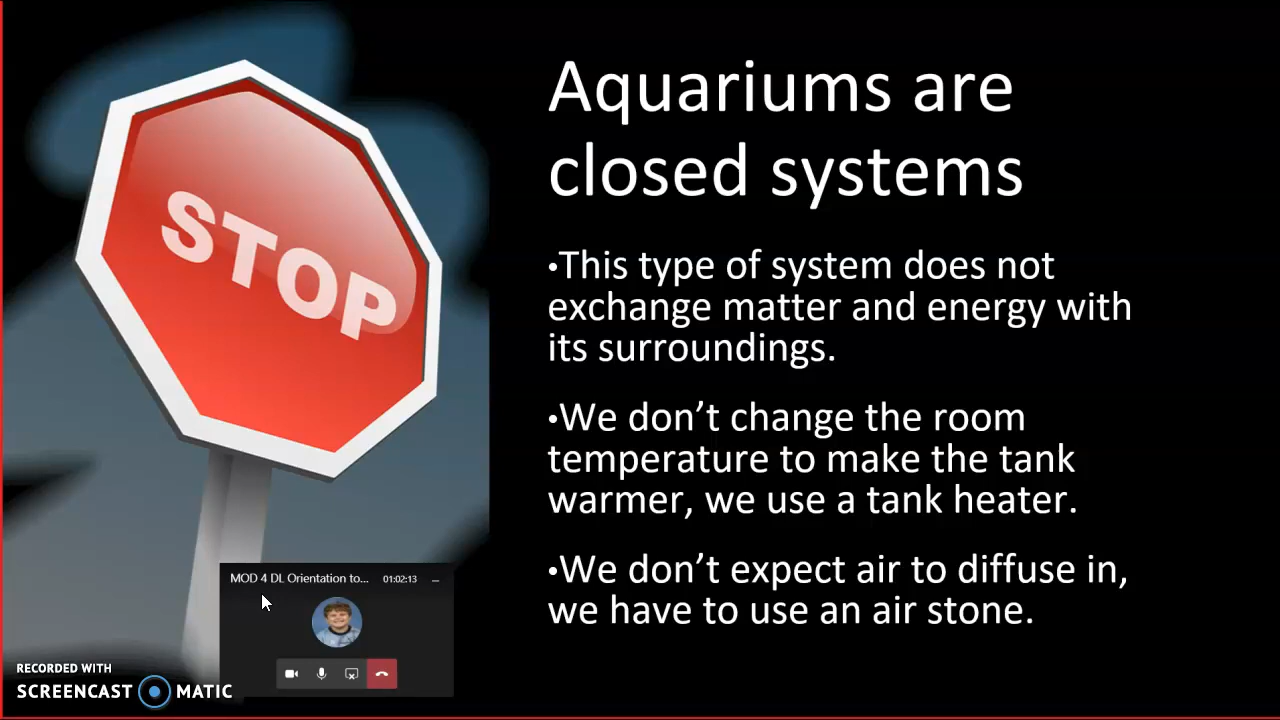 STOP
Aquariums are
closed systems
•This type of system does not
exchange matter and energy with
its surroundings.
•We don’t change the room
temperature to make the tank
warmer, we use a tank heater.
•We don’t expect air to diffuse in,
we have to use an air stone.
MOD 4 DL Orientation to... 01:02:13
RECORDED WITH
SCREENCAST MATIC